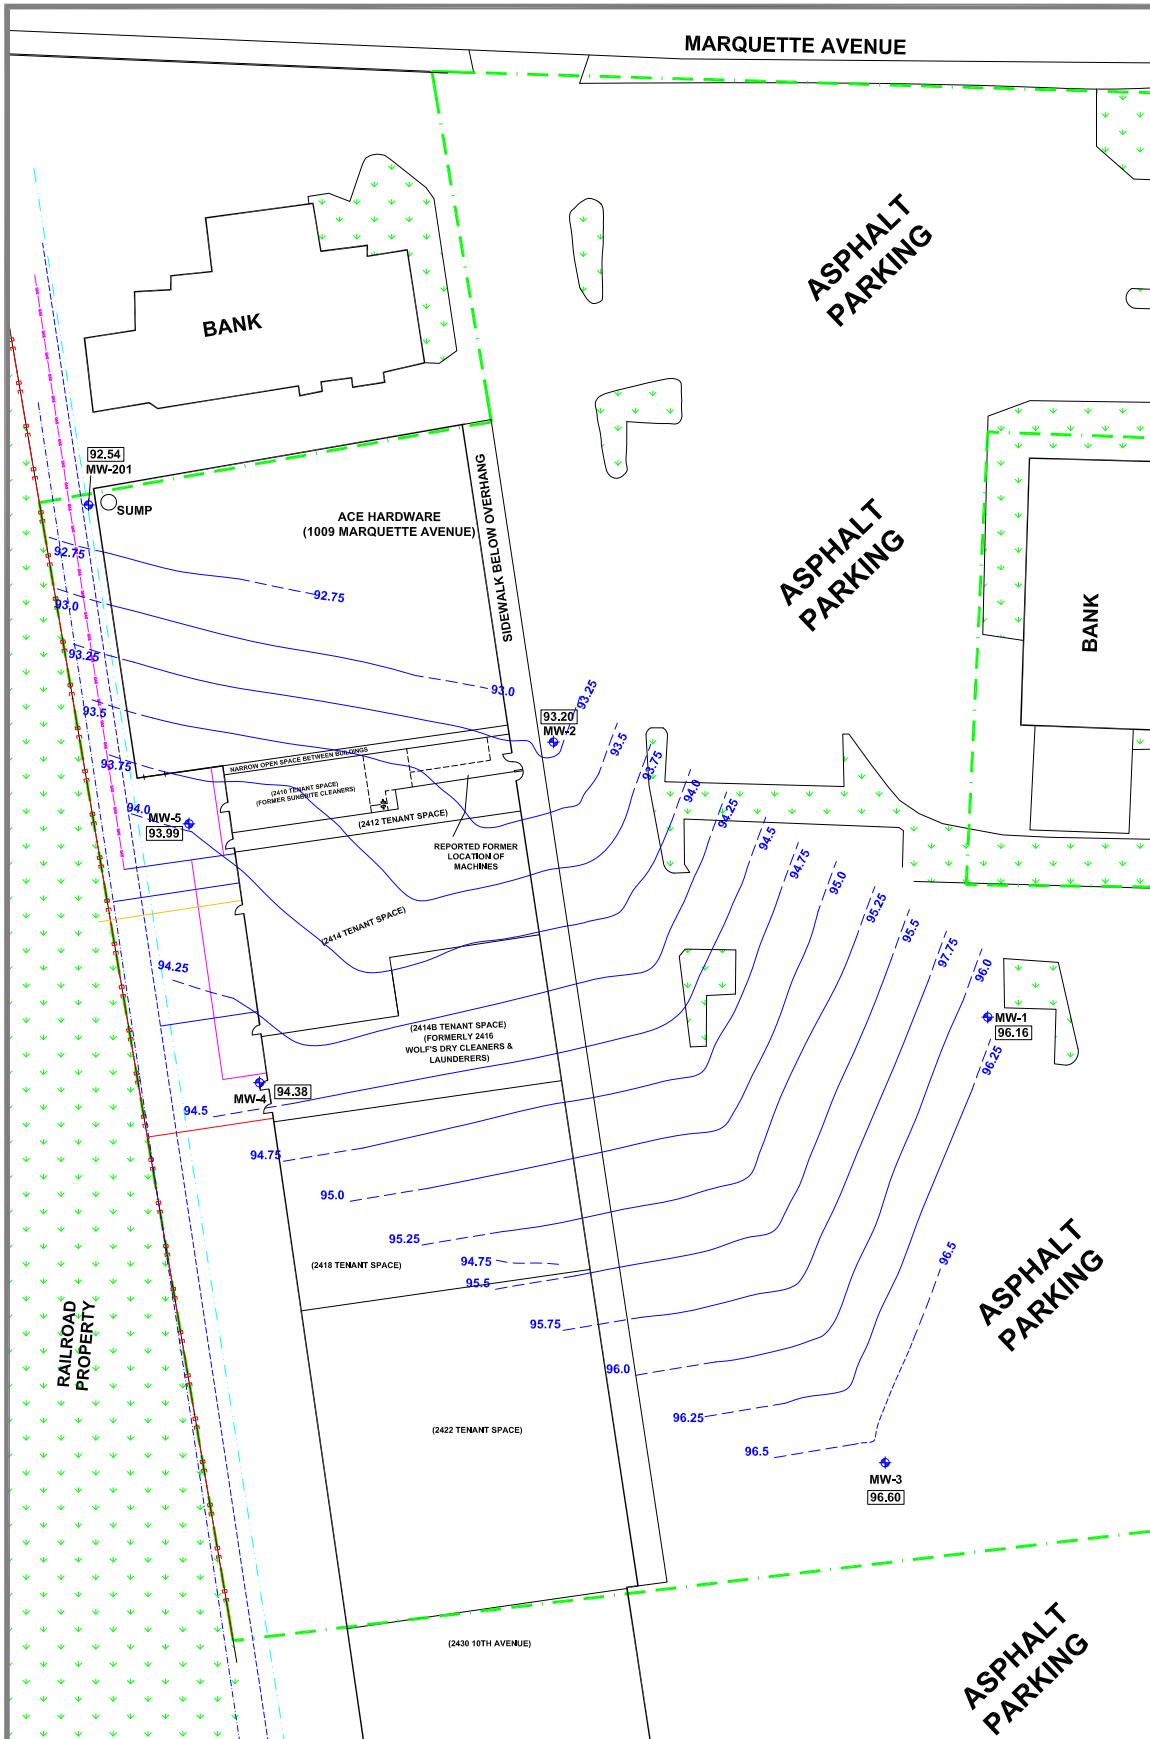 MARQUETTE AVENUE
ASPHALT
PARKING
BANK
92.54
MW-201
SUMP
ACE HARDWARE
(1009 MARQUETTE AVENUE)
SIDEWALK BELOW OVERHANG
ASPHALT
PARKING
BANK
92.75
92.75
93.0
93.0
93.25
93.25
93.20
MW-2
93.5
93.5
93.75
93.75
94.0
94.0
94.25
94.5
94.75
95.0
95.25
95.5
97.75
96.0
NARROW OPEN SPACE BETWEEN BUILDINGS
(2410 TENANT SPACE)
(FORMER SUNBRITE CLEANERS)
(2412 TENANT SPACE)
MW-5
93.99
REPORTED FORMER
LOCATION OF
MACHINES
(2414 TENANT SPACE)
94.25
(2414B TENANT SPACE)
(FORMERLY 2416
WOLF'S DRY CLEANERS &
LAUNDERERS)
MW-1
96.16
96.25
MW-4
94.38
94.5
94.75
95.0
95.25
94.75
95.5
95.75
96.0
96.25
96.5
96.5
(2418 TENANT SPACE)
RAILROAD
PROPERTY
ASPHALT
PARKING
(2422 TENANT SPACE)
MW-3
96.60
(2430 10TH AVENUE)
ASPHALT
PARKING